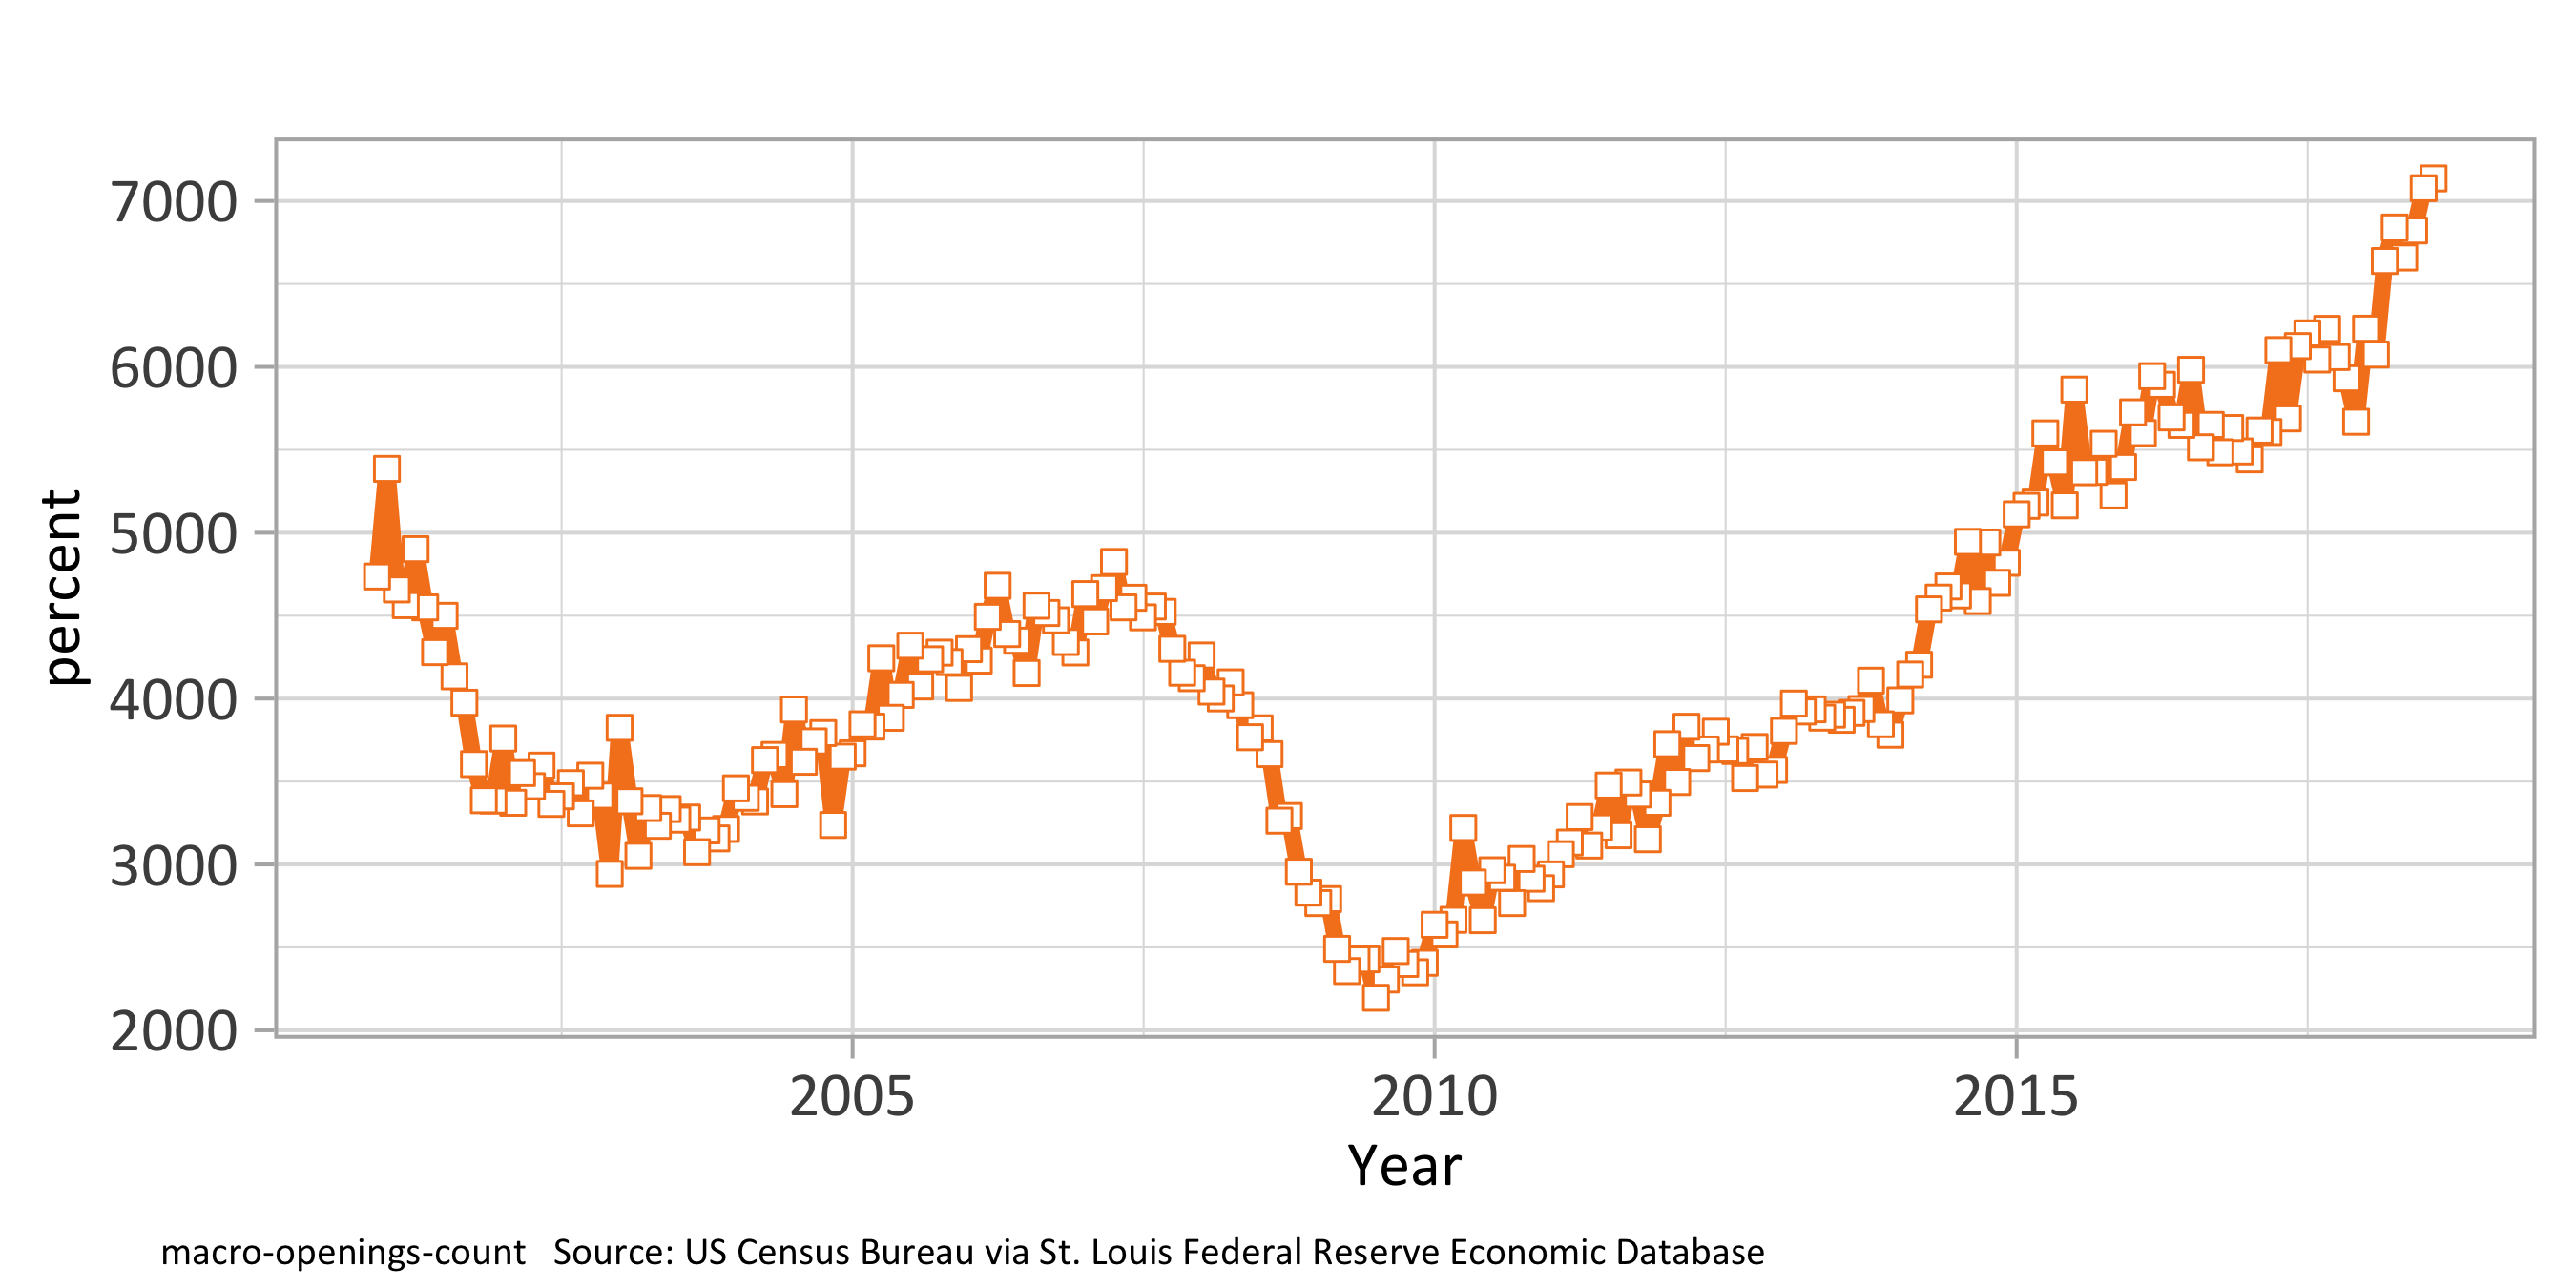 7000
6000
5000
4000
3000
2000
percent
2005 2010 2015
Year
macro-openings-count Source: US Census Bureau via St. Louis Federal Reserve Economic Database